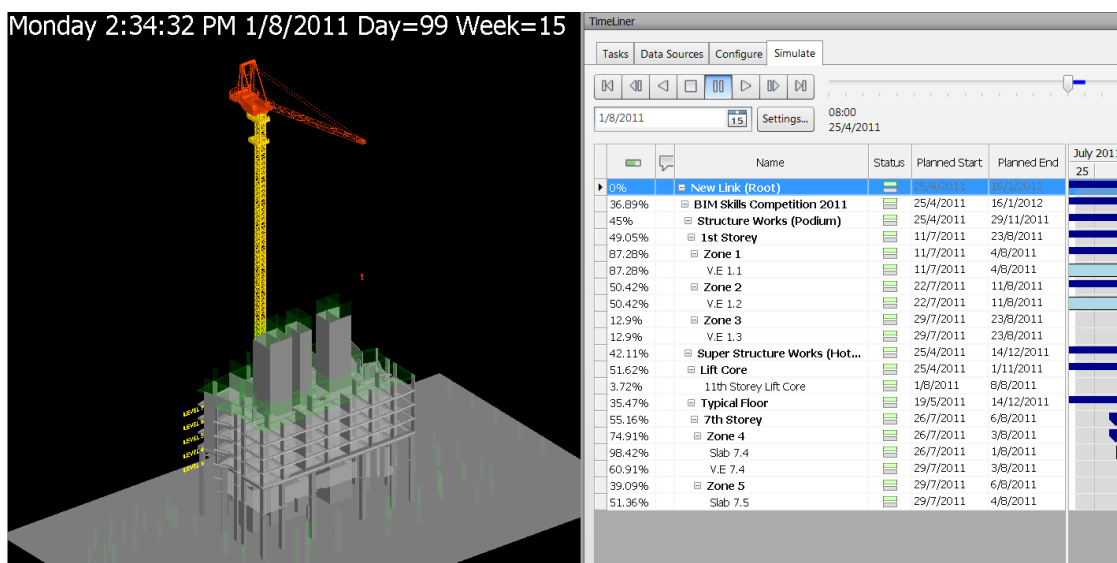 Monday 2:34:32 PM 1/8/2011 Day=99 Week=15
TimeLiner
Tasks Data Sources Configure Simulate
1/8/2011 15 Settings... 08:00
25/4/2011
Name Status Planned Start Planned End July 2011
25
0% New Link (Root) 25/4/2011 16/1/2012
36.89% BIM Skills Competition 2011 25/4/2011 16/1/2012
45% Structure Works (Podium) 25/4/2011 29/11/2011
49.05% 1st Storey 11/7/2011 23/8/2011
87.28% Zone 1 11/7/2011 4/8/2011
87.28% V.E 1.1 11/7/2011 4/8/2011
50.42% Zone 2 22/7/2011 11/8/2011
50.42% V.E 1.2 22/7/2011 11/8/2011
12.9% Zone 3 29/7/2011 23/8/2011
12.9% V.E 1.3 29/7/2011 23/8/2011
42.11% Super Structure Works (Hot... 25/4/2011 14/12/2011
51.62% Lift Core 25/4/2011 1/11/2011
3.72% 11th Storey Lift Core 1/8/2011 8/8/2011
35.47% Typical Floor 19/5/2011 14/12/2011
55.16% 7th Storey 26/7/2011 6/8/2011
74.91% Zone 4 26/7/2011 3/8/2011
98.42% Slab 7.4 26/7/2011 1/8/2011
60.91% V.E 7.4 29/7/2011 3/8/2011
39.09% Zone 5 29/7/2011 6/8/2011
51.36% Slab 7.5 29/7/2011 4/8/2011
LEVEL
LEVEL
LEVEL
LEVEL
LEVEL